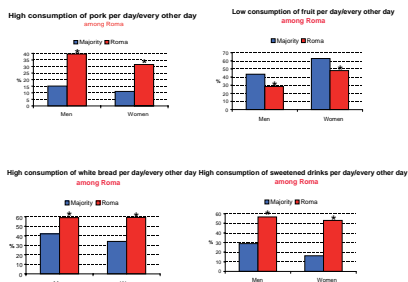 High consumption of pork per day/every other day
among Roma
Majority Roma
40
35
30
25
20
15
10
5
0
%
*
*
Men Women
Low consumption of fruit per day/every other day
among Roma
Majority Roma
70
60
50
40
30
20
10
0
%
*
*
Men Women
High consumption of white bread per day/every other day
among Roma
Majority Roma
60
50
40
30
20
10
0
%
*
*
High consumption of sweetened drinks per day/every other day
among Roma
Majority Roma
60
50
40
30
20
10
0
%
*
*
Men Women